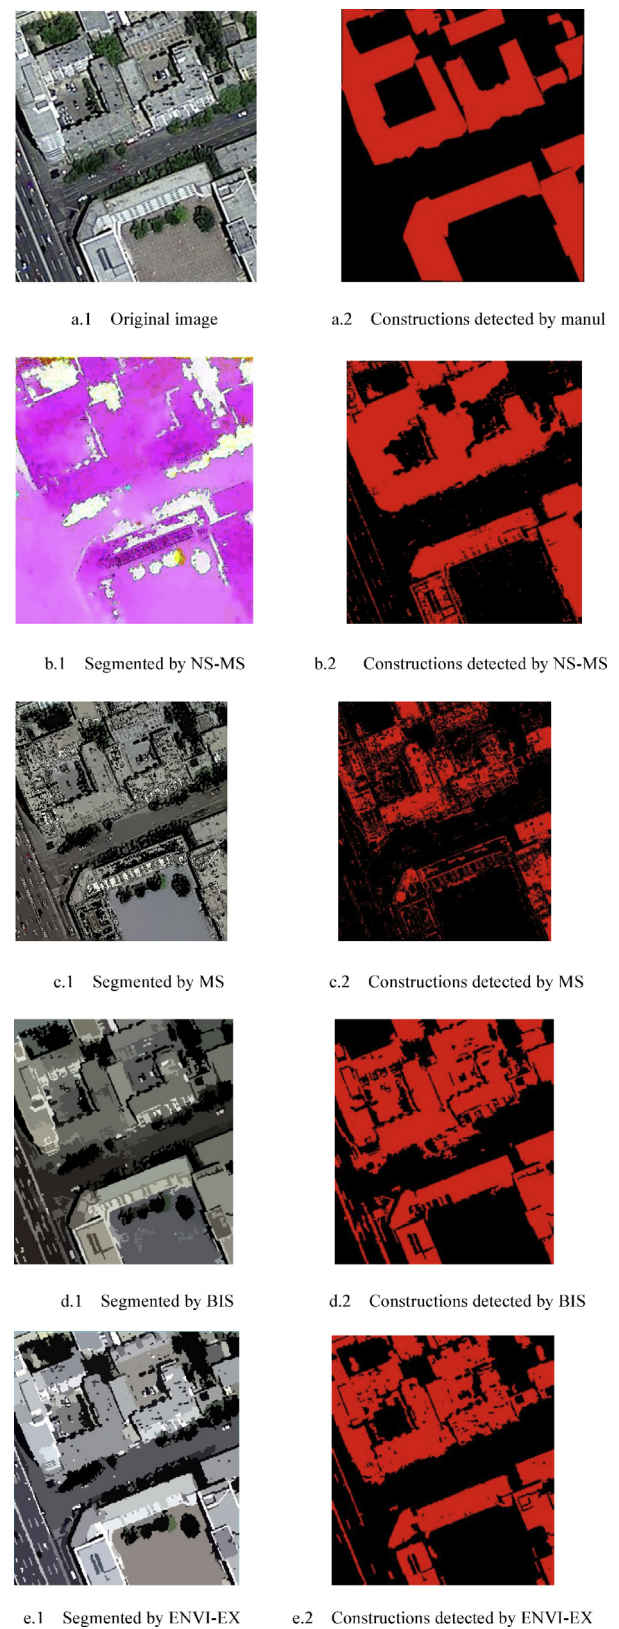 a.1 Original image
a.2 Constructions detected by manul
b.1 Segmented by NS-MS
b.2 Constructions detected by NS-MS
c.1 Segmented by MS
c.2 Constructions detected by MS
d.1 Segmented by BIS
d.2 Constructions detected by BIS
e.1 Segmented by ENVI-EX
e.2 Constructions detected by ENVI-EX